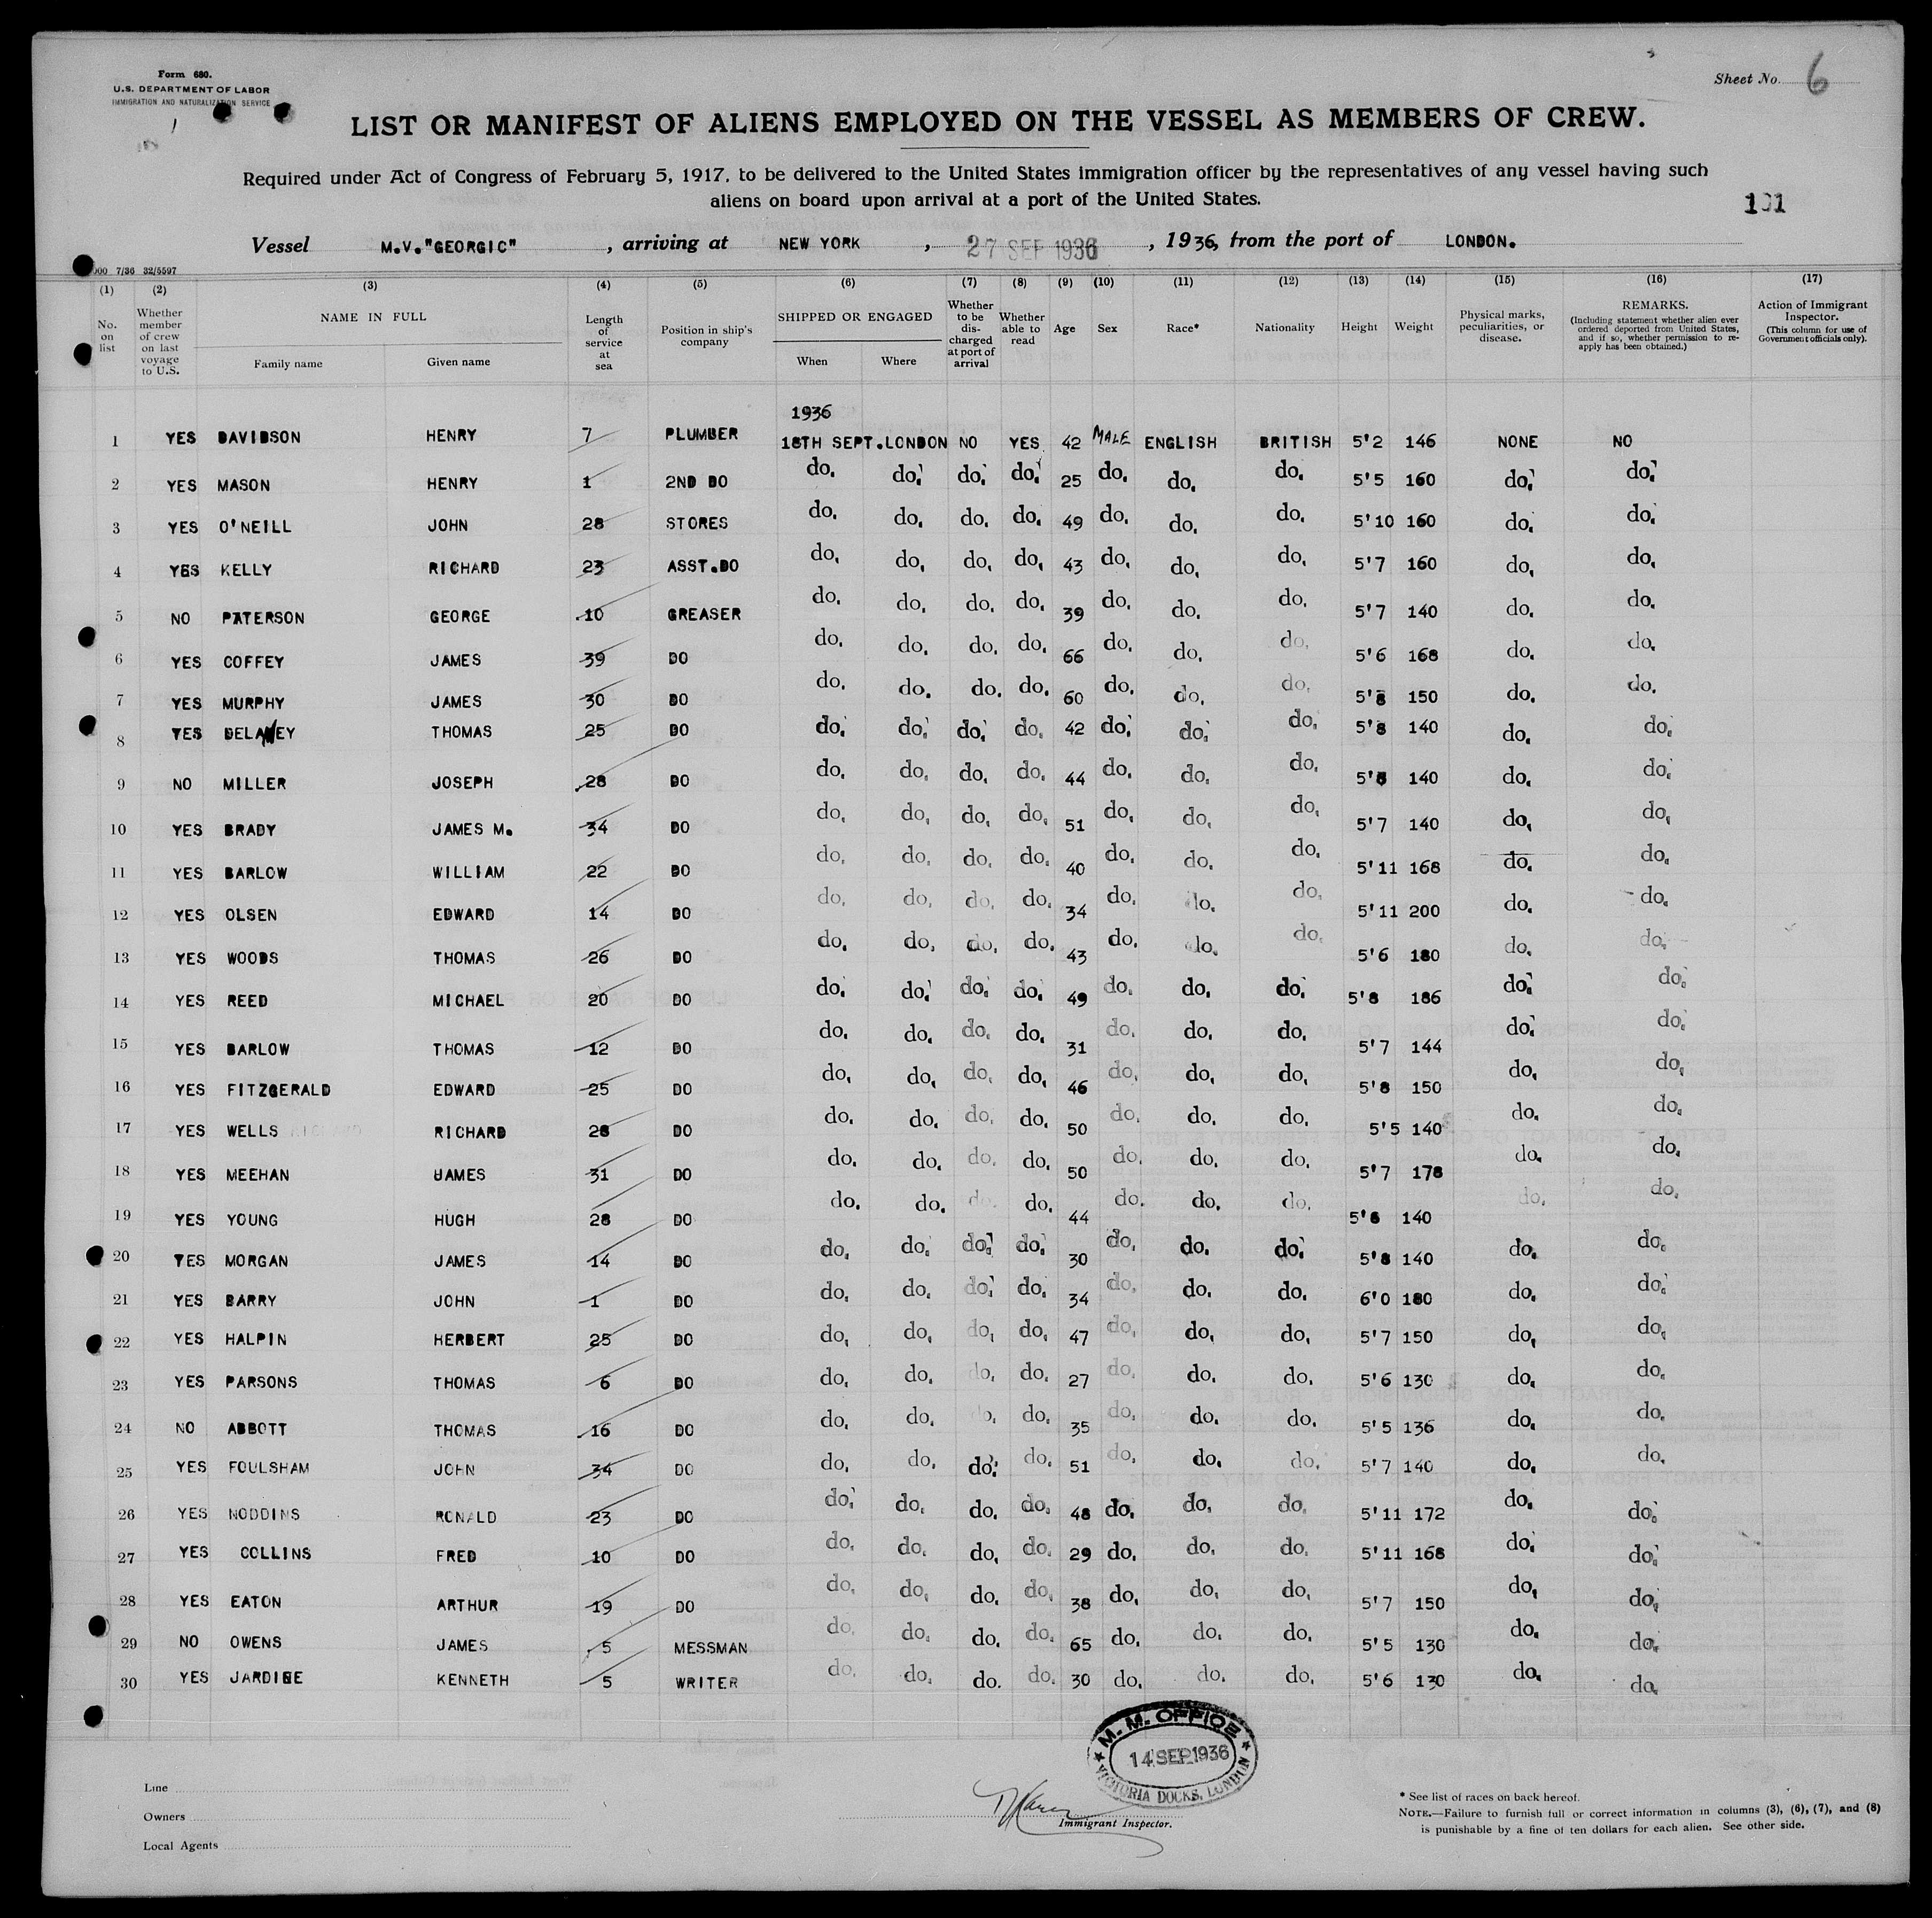 Form 680.
U.S. DEPARTMENT OF LABOR
IMMIGRATION AND NATURALIZATION SERVICE
Sheet No. 6
LIST OR MANIFEST OF ALIENS EMPLOYED ON THE VESSEL AS MEMBERS OF CREW.
Required under Act of Congress of February 5, 1917, to be delivered to the United States immigration officer by the representatives of any vessel having such
aliens on board upon arrival at a port of the United States.
101
Vessel M.V."GEORGIC", arriving at NEW YORK, 27 SEP 1936, 1936, from the port of LONDON.
7/36 32/5597
(1) (2) (3) (4) (5) (6) (7) (8) (9) (10) (11) (12) (13) (14) (15) (16) (17)
No. on list
Whether member of crew on last voyage to U.S.
NAME IN FULL
Family name Given name
Length of service at sea
Position in ship's company
SHIPPED OR ENGAGED
When Where
Whether to be discharged at port of arrival
Whether able to read
Age Sex Race* Nationality Height Weight
Physical marks, peculiarities, or disease.
REMARKS.
(Including statement whether alien ever ordered deported from United States, and if so, whether permission to re-apply has been obtained.)
Action of Immigrant Inspector.
(This column for use of Government officials only).
1936
1 YES DAVIDSON HENRY 7 PLUMBER 18TH SEPT. LONDON NO YES 42 MALE ENGLISH BRITISH 5'2 146 NONE NO
2 YES MASON HENRY 1 2ND DO do. do. do. do. 25 do. do. do. 5'5 160 do. do.
3 YES O'NEILL JOHN 28 STORES do. do. do. do. 49 do. do. do. 5'10 160 do. do.
4 YES KELLY RICHARD 23 ASST.DO do. do. do. do. 43 do. do. do. 5'7 160 do. do.
5 NO PATERSON GEORGE 10 GREASER do. do. do. do. 39 do. do. do. 5'7 140 do. do.
6 YES COFFEY JAMES 39 DO do. do. do. do. 66 do. do. do. 5'6 168 do. do.
7 YES MURPHY JAMES 30 DO do. do. do. do. 60 do. do. do. 5'8 150 do. do.
8 YES DELANEY THOMAS 25 DO do. do. do. do. 42 do. do. do. 5'8 140 do. do.
9 NO MILLER JOSEPH 28 DO do. do. do. do. 44 do. do. do. 140 do. do.
10 YES BRADY JAMES M. 34 DO do. do. do. do. 51 do. do. do. 5'7 140 do. do.
11 YES BARLOW WILLIAM 22 DO do. do. do. do. 40 do. do. do. 5'11 168 do. do.
12 YES OLSEN EDWARD 14 DO do. do. do. do. 34 do. do. do. 5'11 200 do. do.
13 YES WOODS THOMAS 26 DO do. do. do. do. 43 do. do. do. 5'6 180 do. do.
14 YES REED MICHAEL 20 DO do. do. do. do. 49 do. do. do. 5'8 186 do. do.
15 YES BARLOW THOMAS 12 DO do. do. do. do. 31 do. do. do. 5'7 144 do. do.
16 YES FITZGERALD EDWARD 25 DO do. do. do. do. 46 do. do. do. 5'8 150 do. do.
17 YES WELLS RICHARD 28 DO do. do. do. do. 50 do. do. do. 5'5 140 do. do.
18 YES MEEHAN JAMES 31 DO do. do. do. do. 50 do. do. do. 5'7 178 do. do.
19 YES YOUNG HUGH 28 DO do. do. do. do. 44 do. do. do. 5'6 140 do. do.
20 YES MORGAN JAMES 14 DO do. do. do. do. 30 do. do. do. 5'8 140 do. do.
21 YES BARRY JOHN 1 DO do. do. do. do. 34 do. do. do. 6'0 180 do. do.
22 YES HALPIN HERBERT 25 DO do. do. do. do. 47 do. do. do. 5'7 150 do. do.
23 YES PARSONS THOMAS 6 DO do. do. do. do. 27 do. do. do. 5'6 130 do. do.
24 NO ABBOTT THOMAS 16 DO do. do. do. do. 35 do. do. do. 5'5 136 do. do.
25 YES FOULSHAM JOHN 34 DO do. do. do. do. 51 do. do. do. 5'7 140 do. do.
26 YES NODDINS RONALD 23 DO do. do. do. do. 48 do. do. do. 5'11 172 do. do.
27 YES COLLINS FRED 10 DO do. do. do. do. 29 do. do. do. 5'11 168 do. do.
28 YES EATON ARTHUR 19 DO do. do. do. do. 38 do. do. do. 5'7 150 do. do.
29 NO OWENS JAMES 5 MESSMAN do. do. do. do. 65 do. do. do. 5'5 130 do. do.
30 YES JARDINE KENNETH 5 WRITER do. do. do. do. 30 do. do. do. 5'6 130 do. do.
M. M. OFFICE
14 SEP 1936
VICTORIA DOCKS, LONDON
Line
Owners
Local Agents
Immigrant Inspector.
* See list of races on back hereof.
NOTE.—Failure to furnish full or correct information in columns (3), (6), (7), and (8)
is punishable by a fine of ten dollars for each alien. See other side.